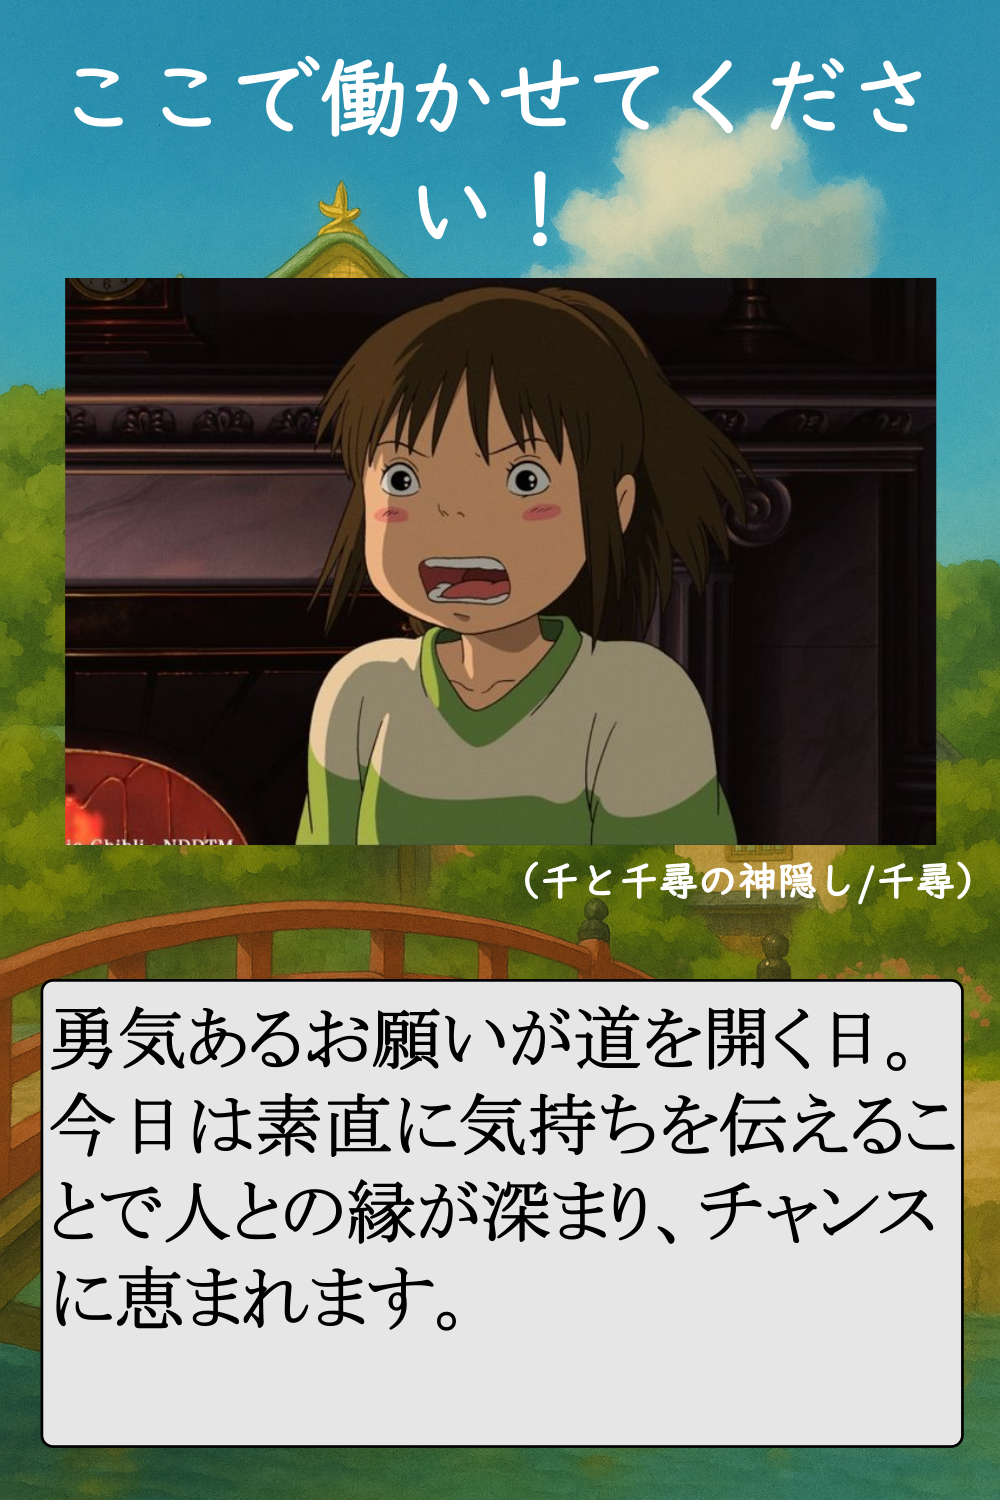 ここで働かせてくださ
い！
（千と千尋の神隠し/千尋）
勇気あるお願いが道を開く日。
今日は素直に気持ちを伝えるこ
とで人との縁が深まり、チャンス
に恵まれます。